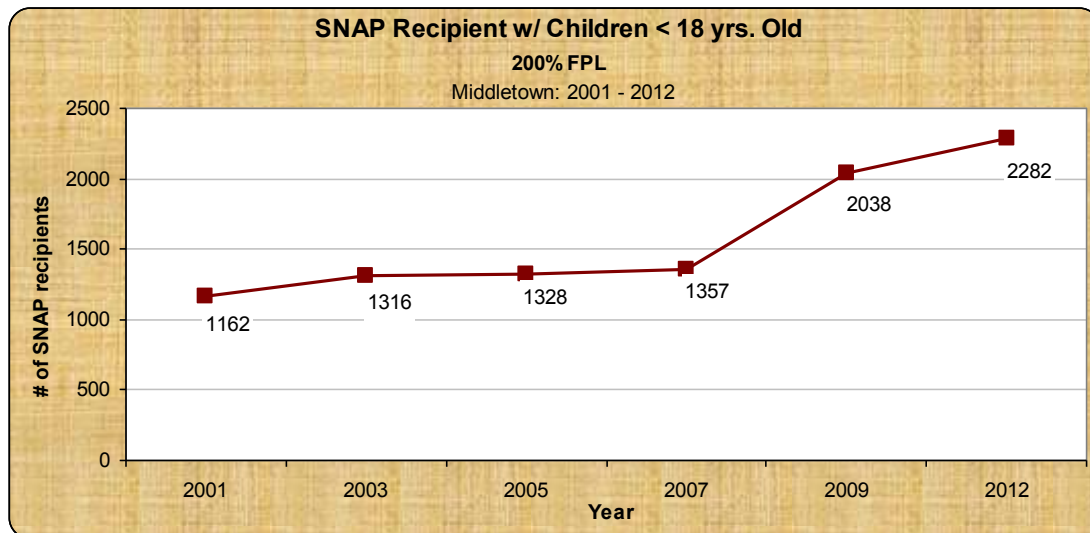 SNAP Recipient w/ Children < 18 yrs. Old
200% FPL
Middletown: 2001 - 2012
2500
2000
1500
1000
500
0
# of SNAP recipients
1162
1316
1328
1357
2038
2282
2001 2003 2005 2007 2009 2012
Year